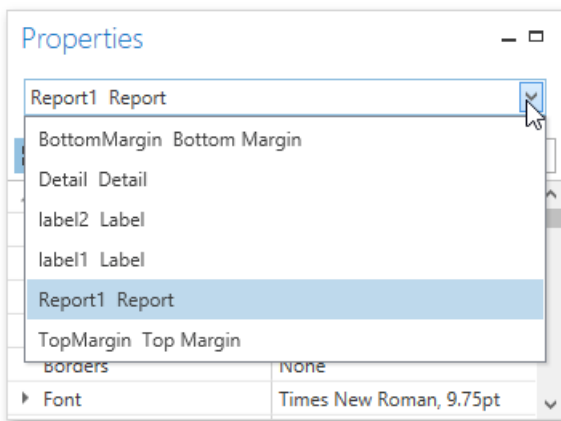 Properties
Report1  Report
BottomMargin  Bottom Margin
Detail  Detail
label2  Label
label1  Label
Report1  Report
TopMargin  Top Margin
Borders None
Font Times New Roman, 9.75pt